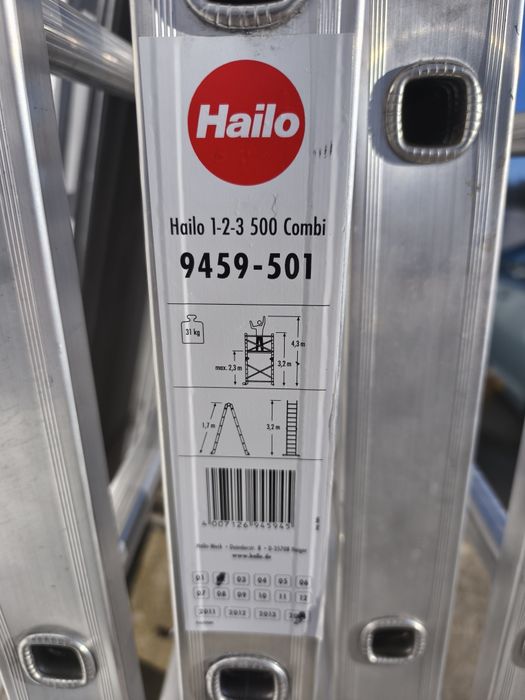 Hailo
Hailo 1-2-3 500 Combi
9459-501
31 kg
4,3 m
3,2 m
max. 2,3 m
1,7 m
3,2 m
4 007126 945945
Hailo Werk • Daimlerstr. 8 • D-35708 Haiger
www.hailo.de
01 03 04 05 06
07 08 09 10 11 12
2011 2012 2013